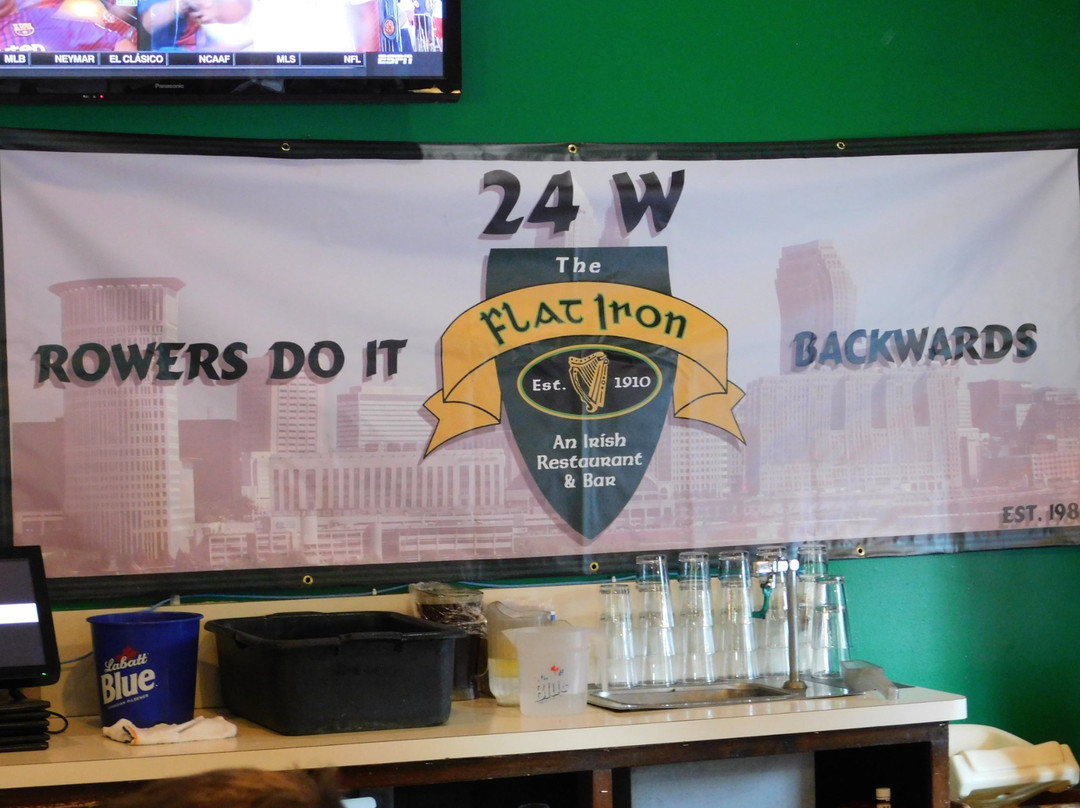 MLB NEYMAR EL CLÁSICO NCAAF MLS NFL ESPN
Panasonic
24 W
The
Flat Iron
ROWERS DO IT
BACKWARDS
Est. 1910
An Irish
Restaurant
& Bar
EST. 198
Labatt
Blue
Blue